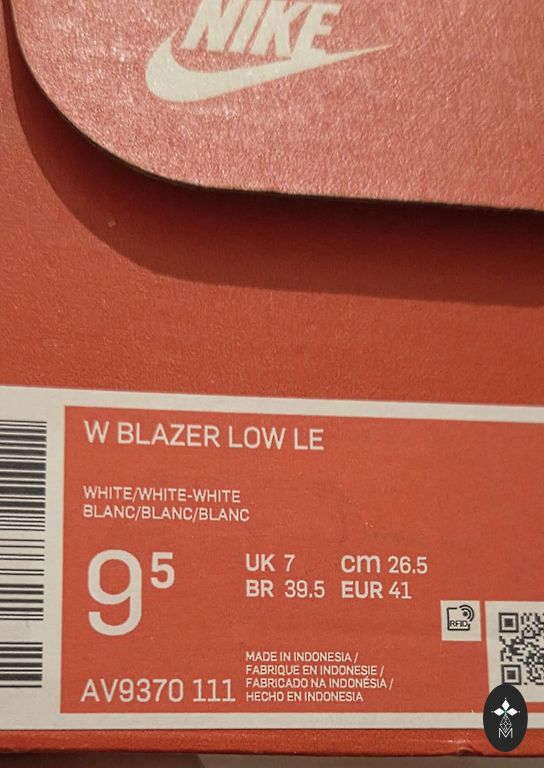 NIKE
W BLAZER LOW LE
WHITE/WHITE-WHITE
BLANC/BLANC/BLANC
9⁵
UK 7 cm 26.5
BR 39.5 EUR 41
RFID
MADE IN INDONESIA /
FABRIQUE EN INDONESIE /
FABRICADO NA INDONÉSIA /
HECHO EN INDONESIA
AV9370 111
M